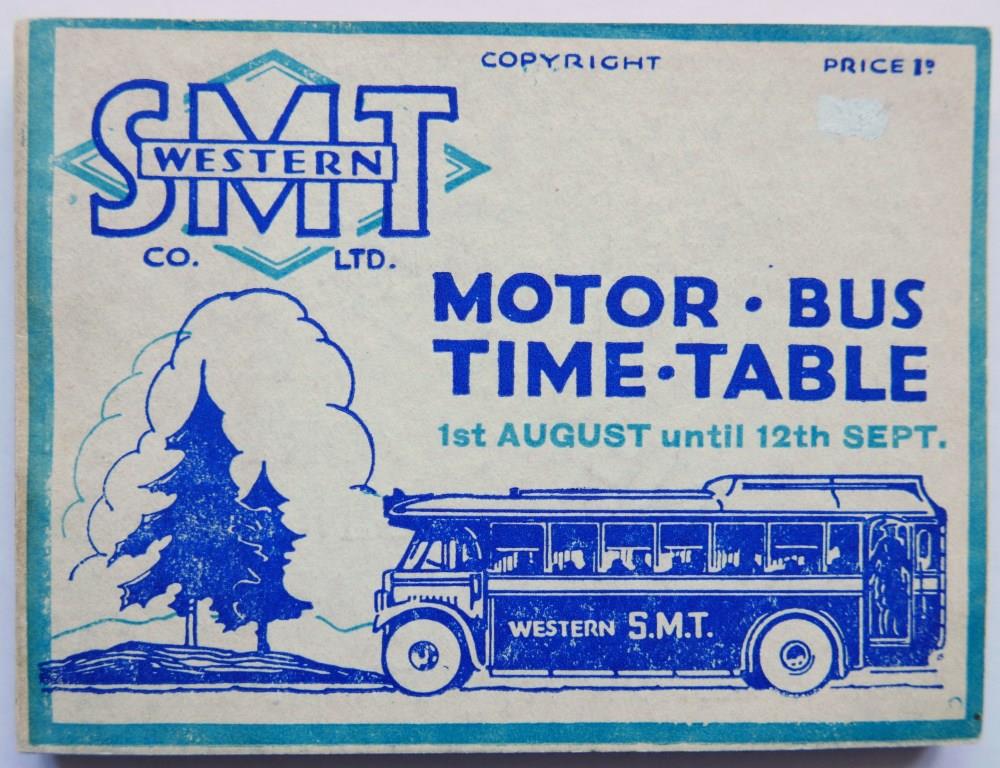 COPYRIGHT
PRICE 1D
SMT
WESTERN
CO. LTD.
MOTOR · BUS
TIME · TABLE
1st AUGUST until 12th SEPT.
WESTERN S.M.T.